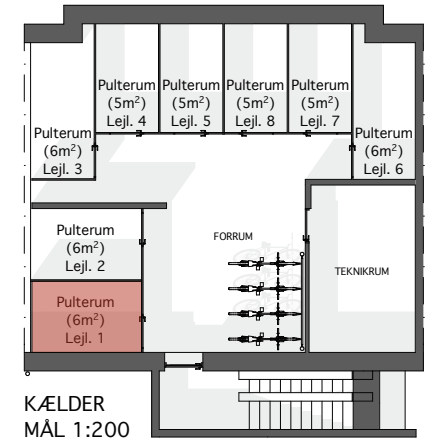 Pulterum
(5m²)
Lejl. 4
Pulterum
(5m²)
Lejl. 5
Pulterum
(5m²)
Lejl. 8
Pulterum
(5m²)
Lejl. 7
Pulterum
(6m²)
Lejl. 3
Pulterum
(6m²)
Lejl. 6
Pulterum
(6m²)
Lejl. 2
FORRUM
TEKNIKRUM
Pulterum
(6m²)
Lejl. 1
KÆLDER
MÅL 1:200